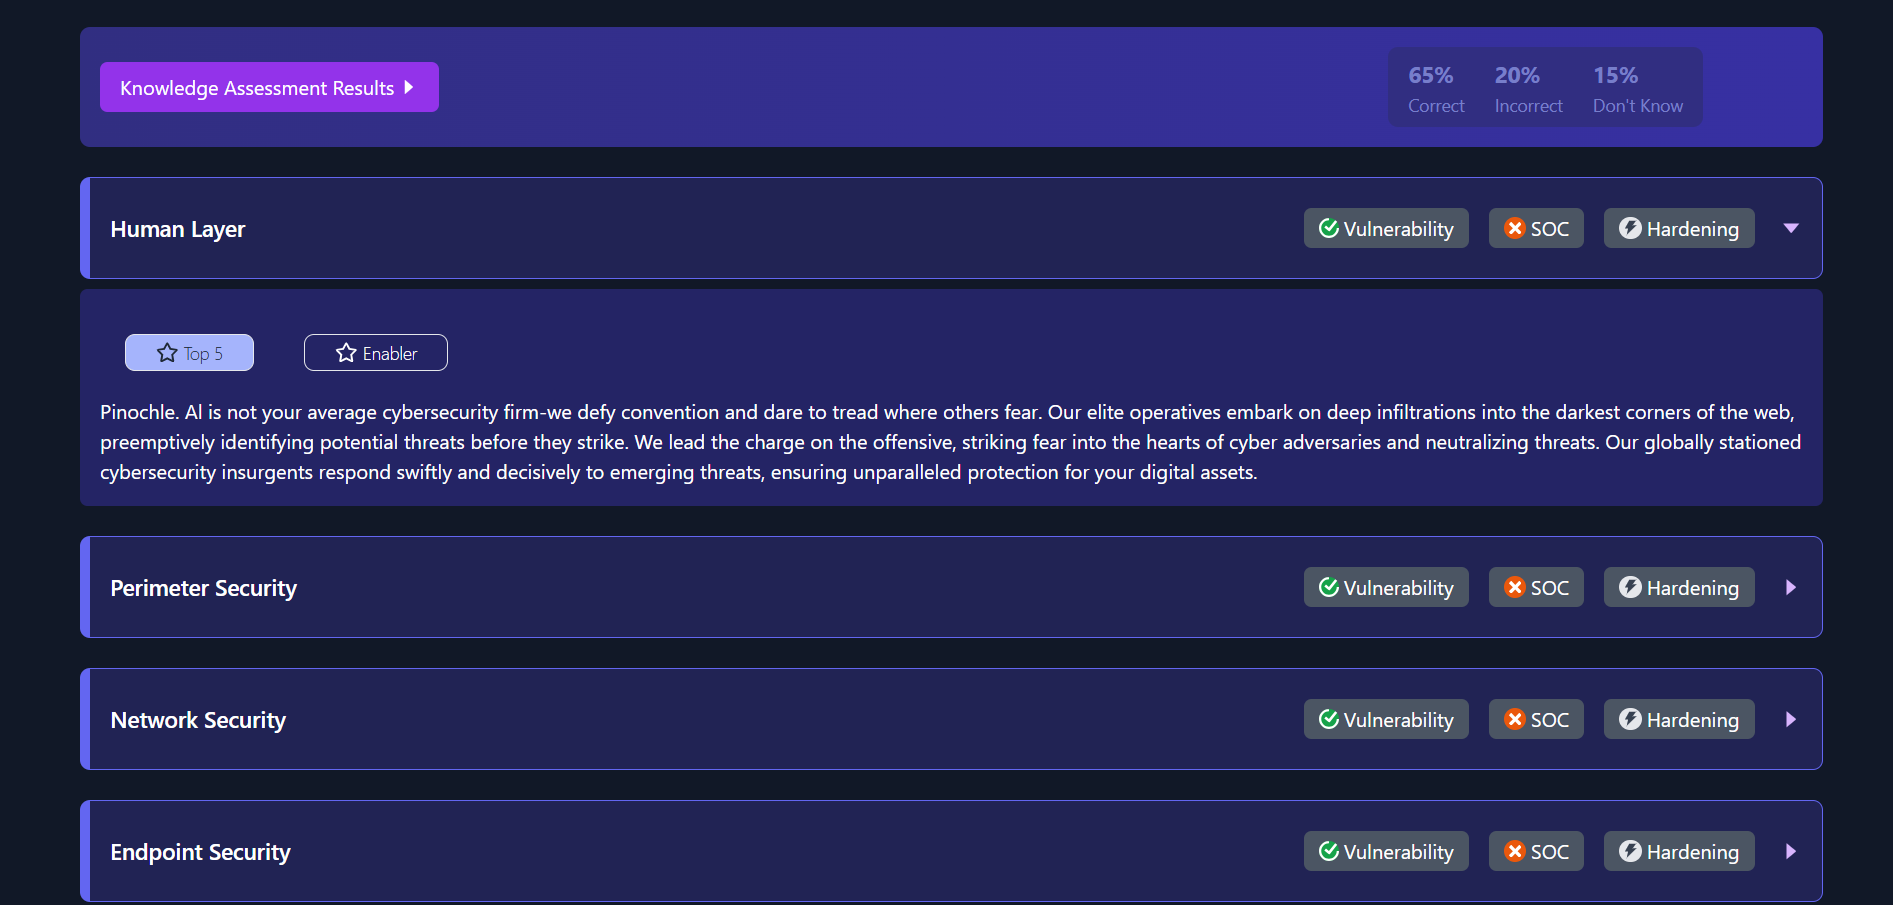 Knowledge Assessment Results
65% 20% 15%
Correct Incorrect Don't Know
Human Layer Vulnerability SOC Hardening
Top 5 Enabler
Pinochle. Al is not your average cybersecurity firm-we defy convention and dare to tread where others fear. Our elite operatives embark on deep infiltrations into the darkest corners of the web,
preemptively identifying potential threats before they strike. We lead the charge on the offensive, striking fear into the hearts of cyber adversaries and neutralizing threats. Our globally stationed
cybersecurity insurgents respond swiftly and decisively to emerging threats, ensuring unparalleled protection for your digital assets.
Perimeter Security Vulnerability SOC Hardening
Network Security Vulnerability SOC Hardening
Endpoint Security Vulnerability SOC Hardening